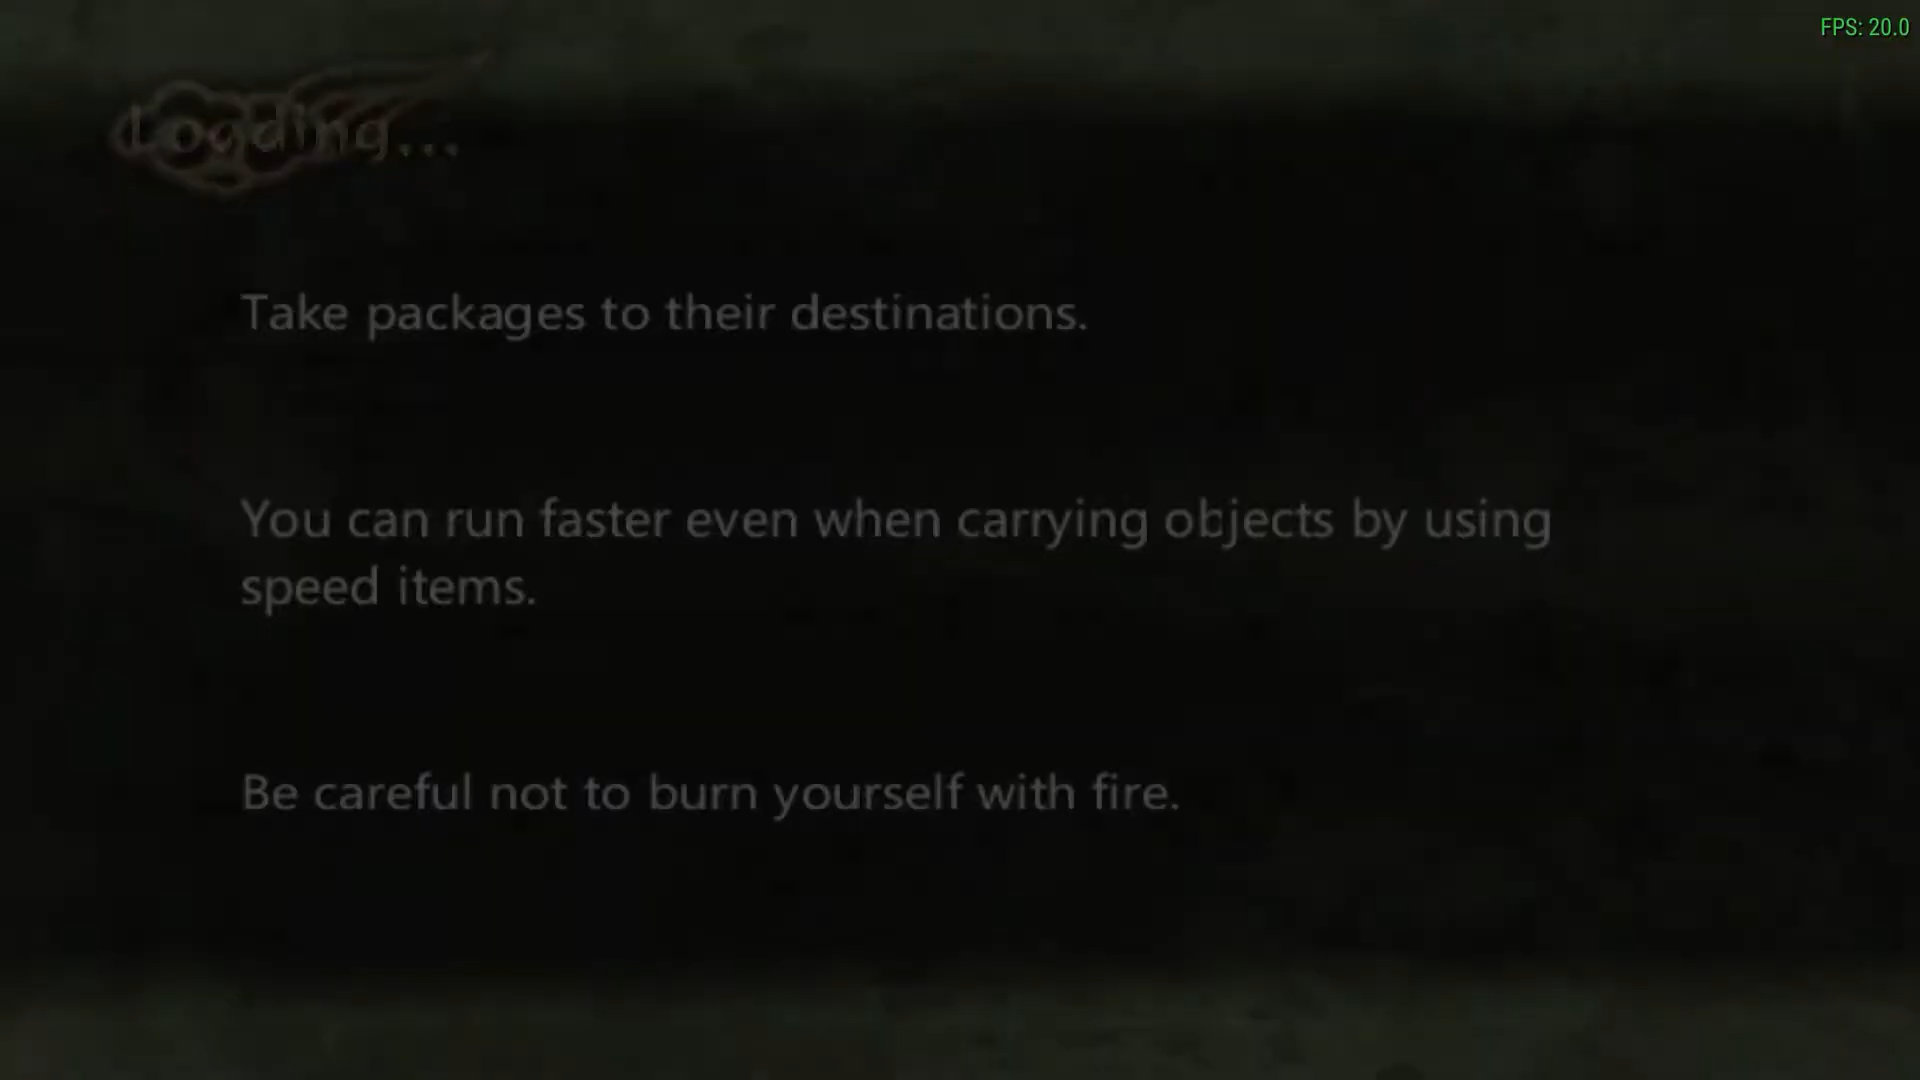 FPS: 20.0
Loading...
Take packages to their destinations.
You can run faster even when carrying objects by using
speed items.
Be careful not to burn yourself with fire.